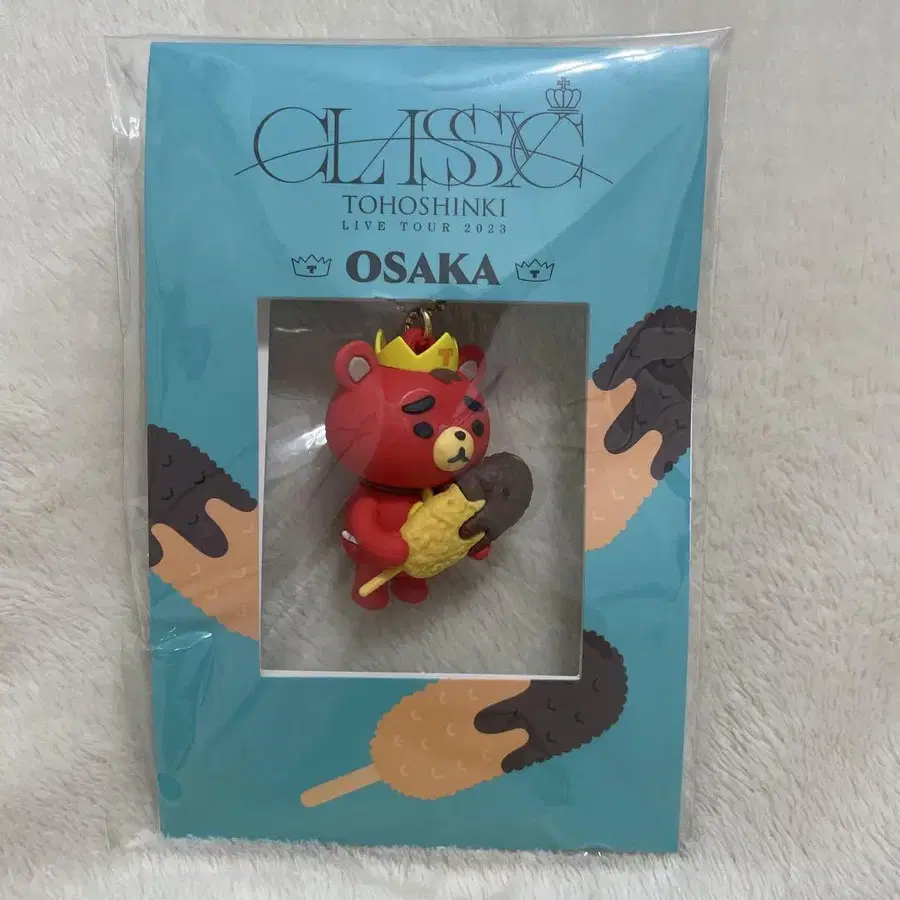 CLASSYC
TOHOSHINKI
LIVE TOUR 2023
T OSAKA T
T